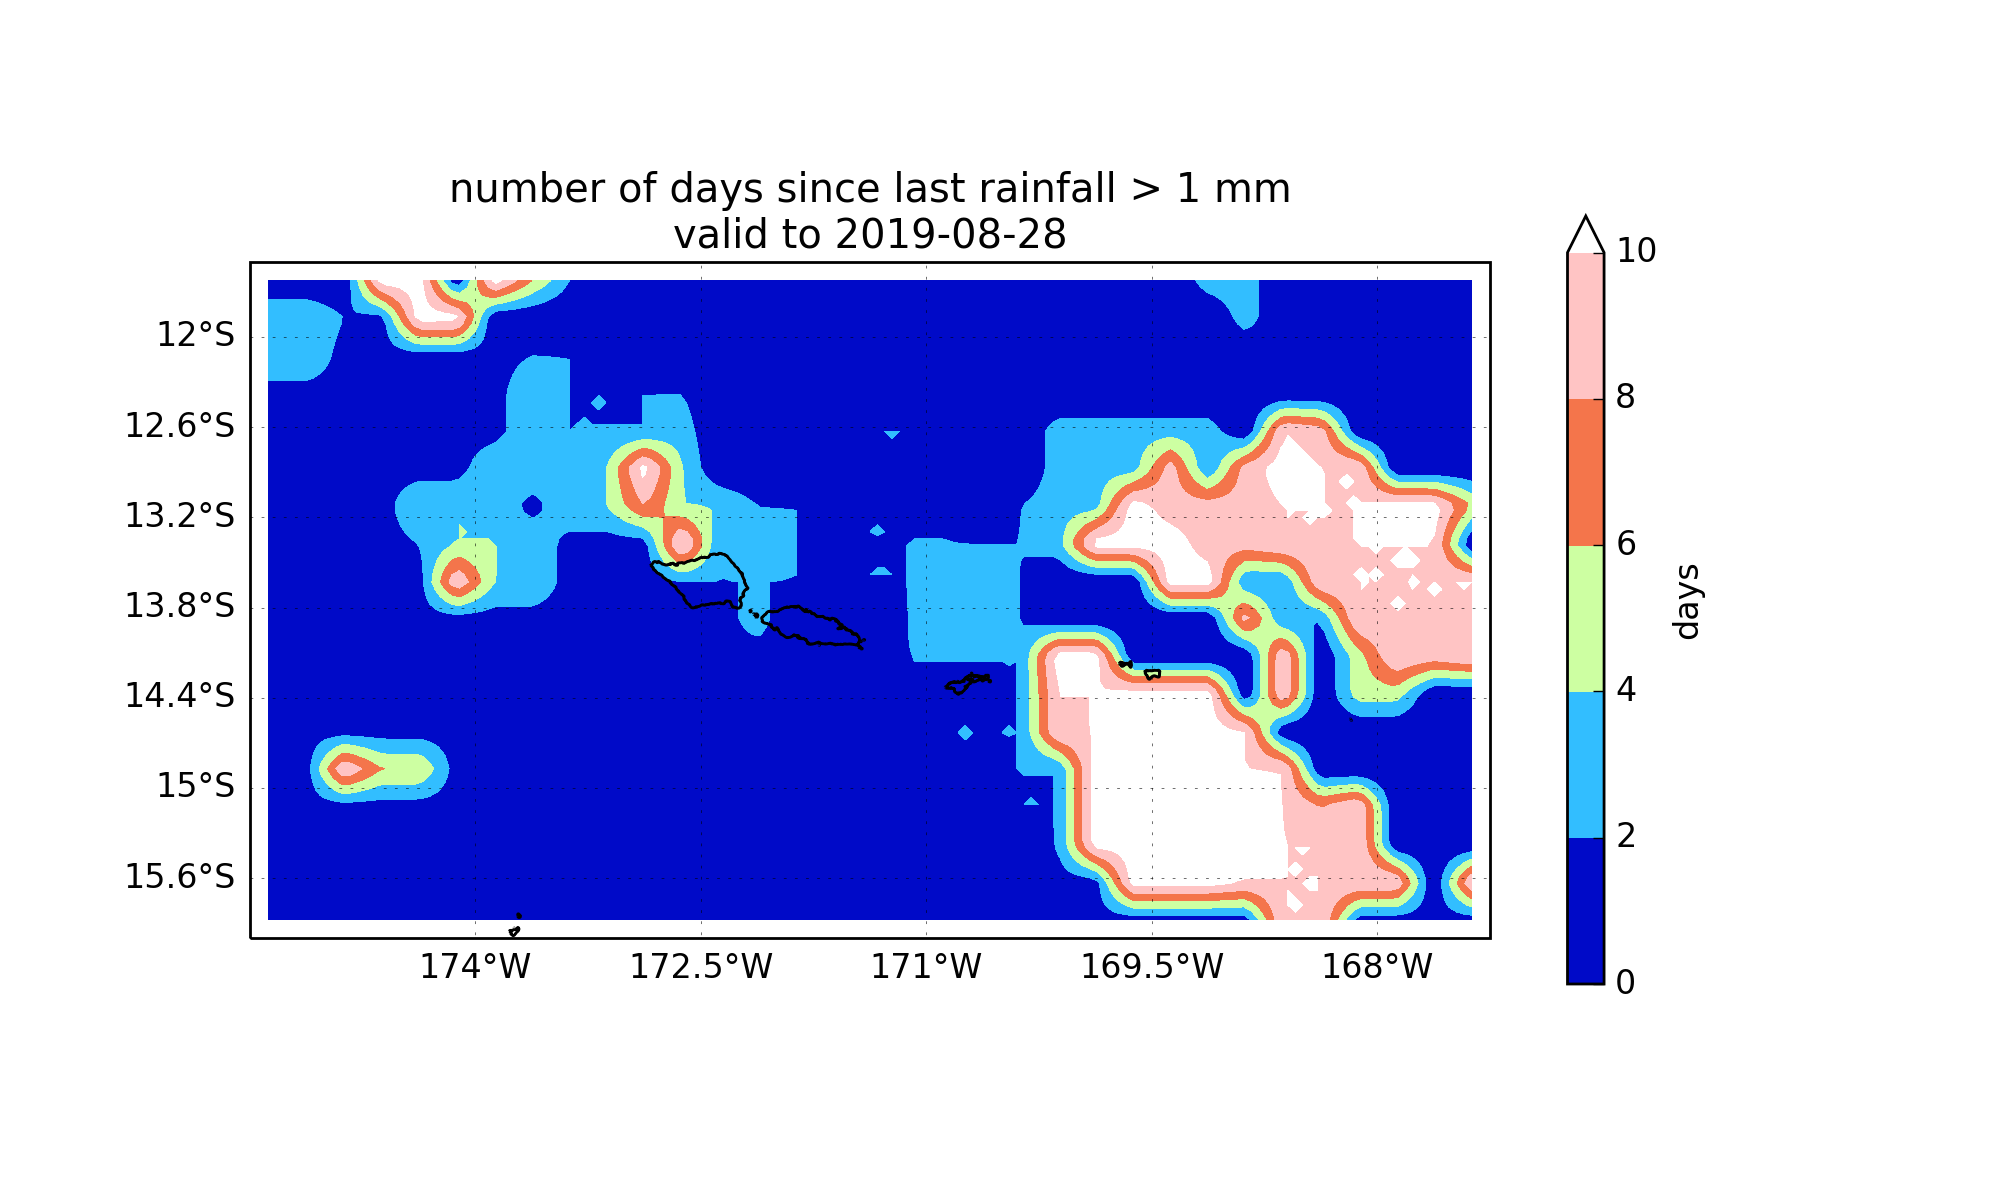 number of days since last rainfall > 1 mm
valid to 2019-08-28
12°S
12.6°S
13.2°S
13.8°S
14.4°S
15°S
15.6°S
174°W 172.5°W 171°W 169.5°W 168°W
10
8
6
4
2
0
days